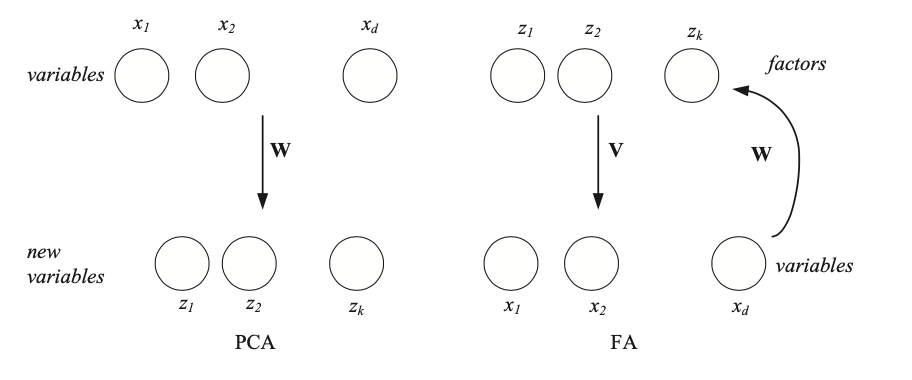 x1 x2 xd
variables
W
new
variables
z1 z2 zk
PCA
z1 z2 zk
factors
V
W
variables
x1 x2 xd
FA